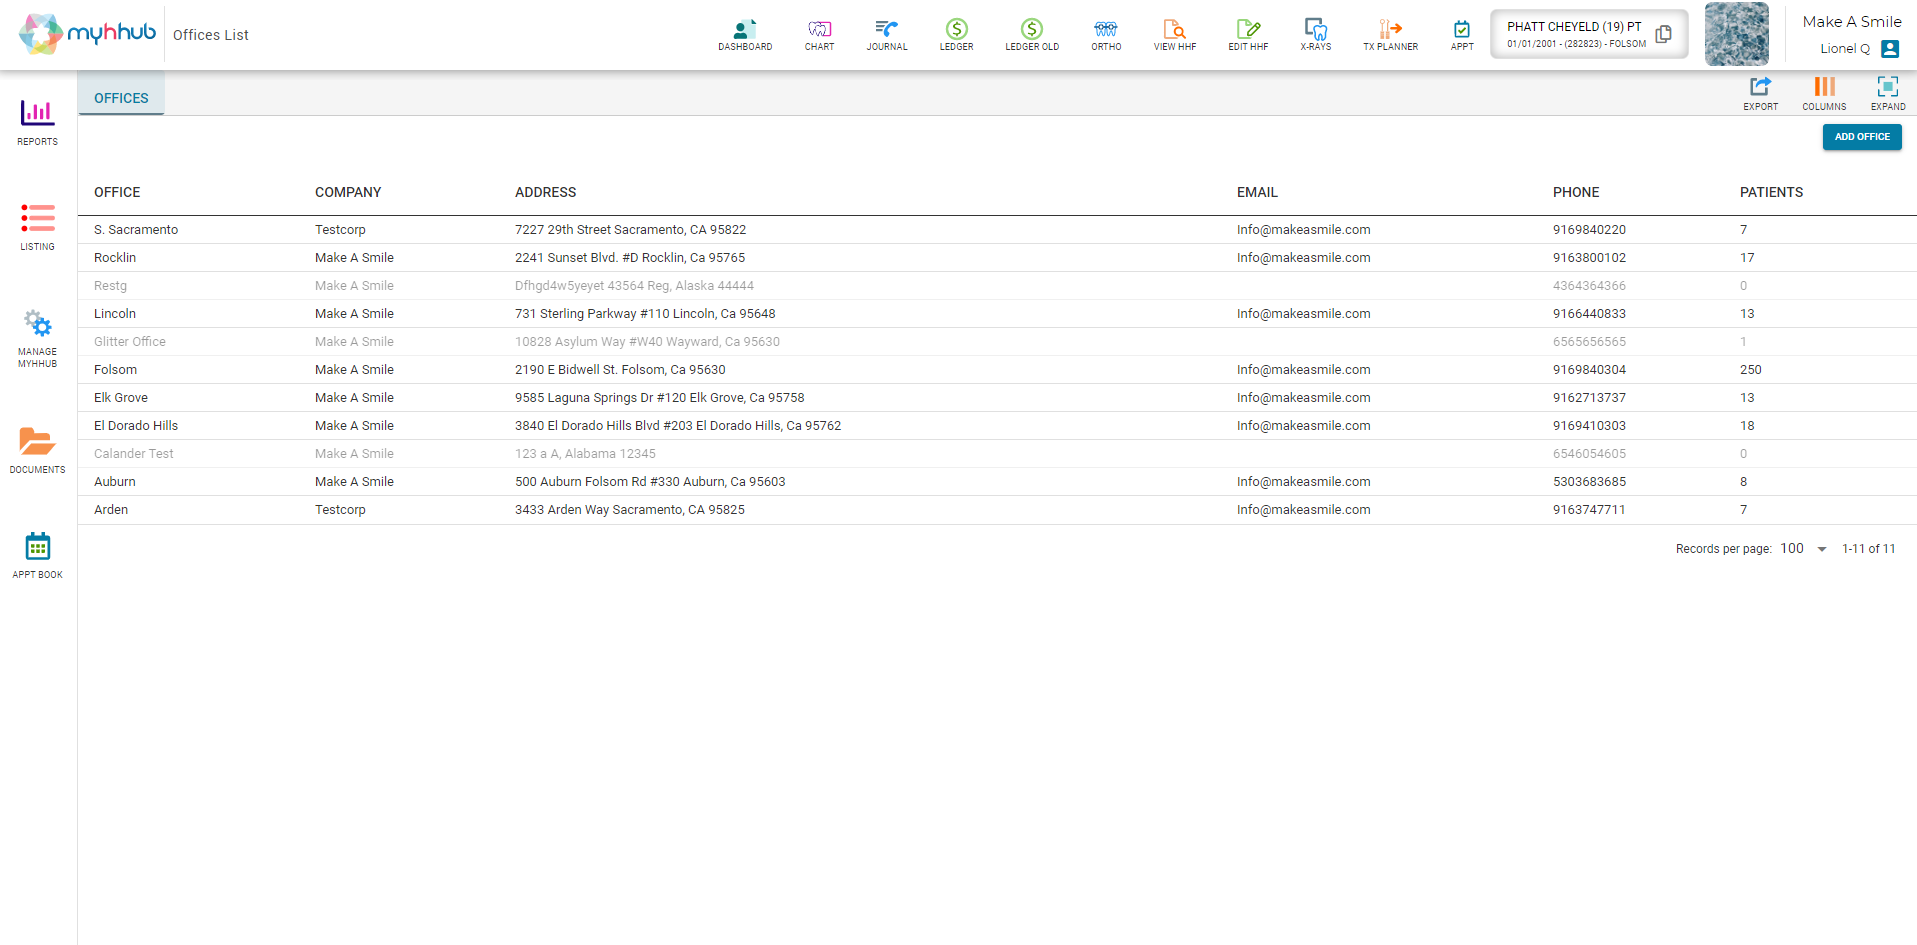 myhhub
Offices List
DASHBOARD
CHART
JOURNAL
LEDGER
LEDGER OLD
ORTHO
VIEW HHF
EDIT HHF
X-RAYS
TX PLANNER
APPT
PHATT CHEYELD (19) PT
01/01/2001 - (282823) - FOLSOM
Make A Smile
Lionel Q
REPORTS
LISTING
MANAGE
MYHHUB
DOCUMENTS
APPT BOOK
OFFICES
EXPORT
COLUMNS
EXPAND
ADD OFFICE
OFFICE COMPANY ADDRESS EMAIL PHONE PATIENTS
S. Sacramento Testcorp 7227 29th Street Sacramento, CA 95822 Info@makeasmile.com 9169840220 7
Rocklin Make A Smile 2241 Sunset Blvd. #D Rocklin, Ca 95765 Info@makeasmile.com 9163800102 17
Restg Make A Smile Dfhgd4w5yeyet 43564 Reg, Alaska 44444 4364364366 0
Lincoln Make A Smile 731 Sterling Parkway #110 Lincoln, Ca 95648 Info@makeasmile.com 9166440833 13
Glitter Office Make A Smile 10828 Asylum Way #W40 Wayward, Ca 95630 6565656565 1
Folsom Make A Smile 2190 E Bidwell St. Folsom, Ca 95630 Info@makeasmile.com 9169840304 250
Elk Grove Make A Smile 9585 Laguna Springs Dr #120 Elk Grove, Ca 95758 Info@makeasmile.com 9162713737 13
El Dorado Hills Make A Smile 3840 El Dorado Hills Blvd #203 El Dorado Hills, Ca 95762 Info@makeasmile.com 9169410303 18
Calander Test Make A Smile 123 a A, Alabama 12345 6546054605 0
Auburn Make A Smile 500 Auburn Folsom Rd #330 Auburn, Ca 95603 Info@makeasmile.com 5303683685 8
Arden Testcorp 3433 Arden Way Sacramento, CA 95825 Info@makeasmile.com 9163747711 7
Records per page: 100 1-11 of 11